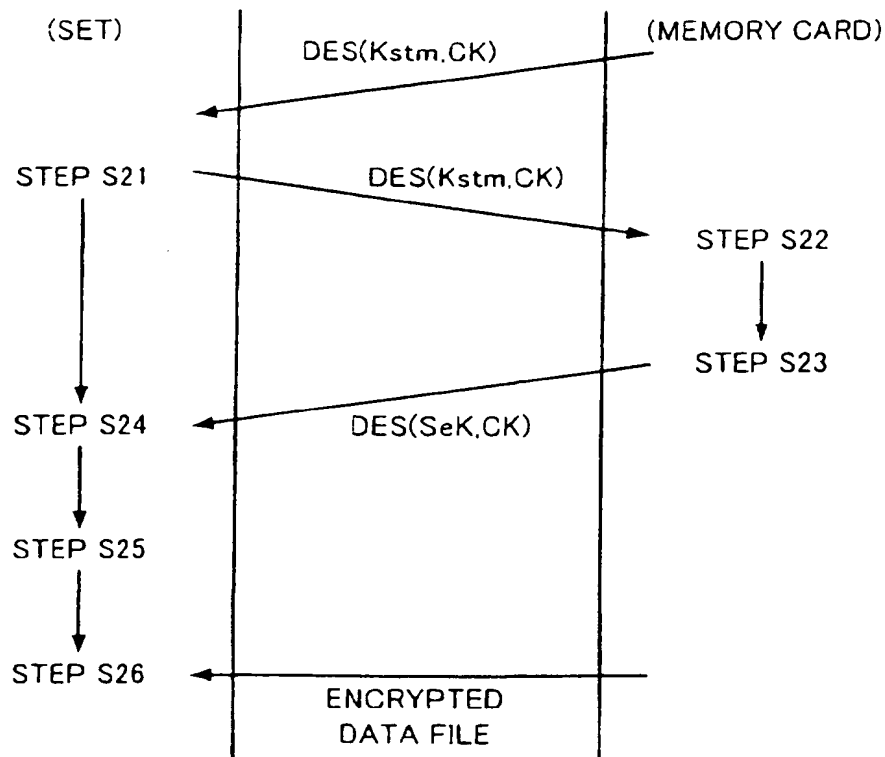 (SET)
(MEMORY CARD)
DES(Kstm,CK)
STEP S21
DES(Kstm,CK)
STEP S22
STEP S23
STEP S24
DES(SeK,CK)
STEP S25
STEP S26
ENCRYPTED
DATA FILE